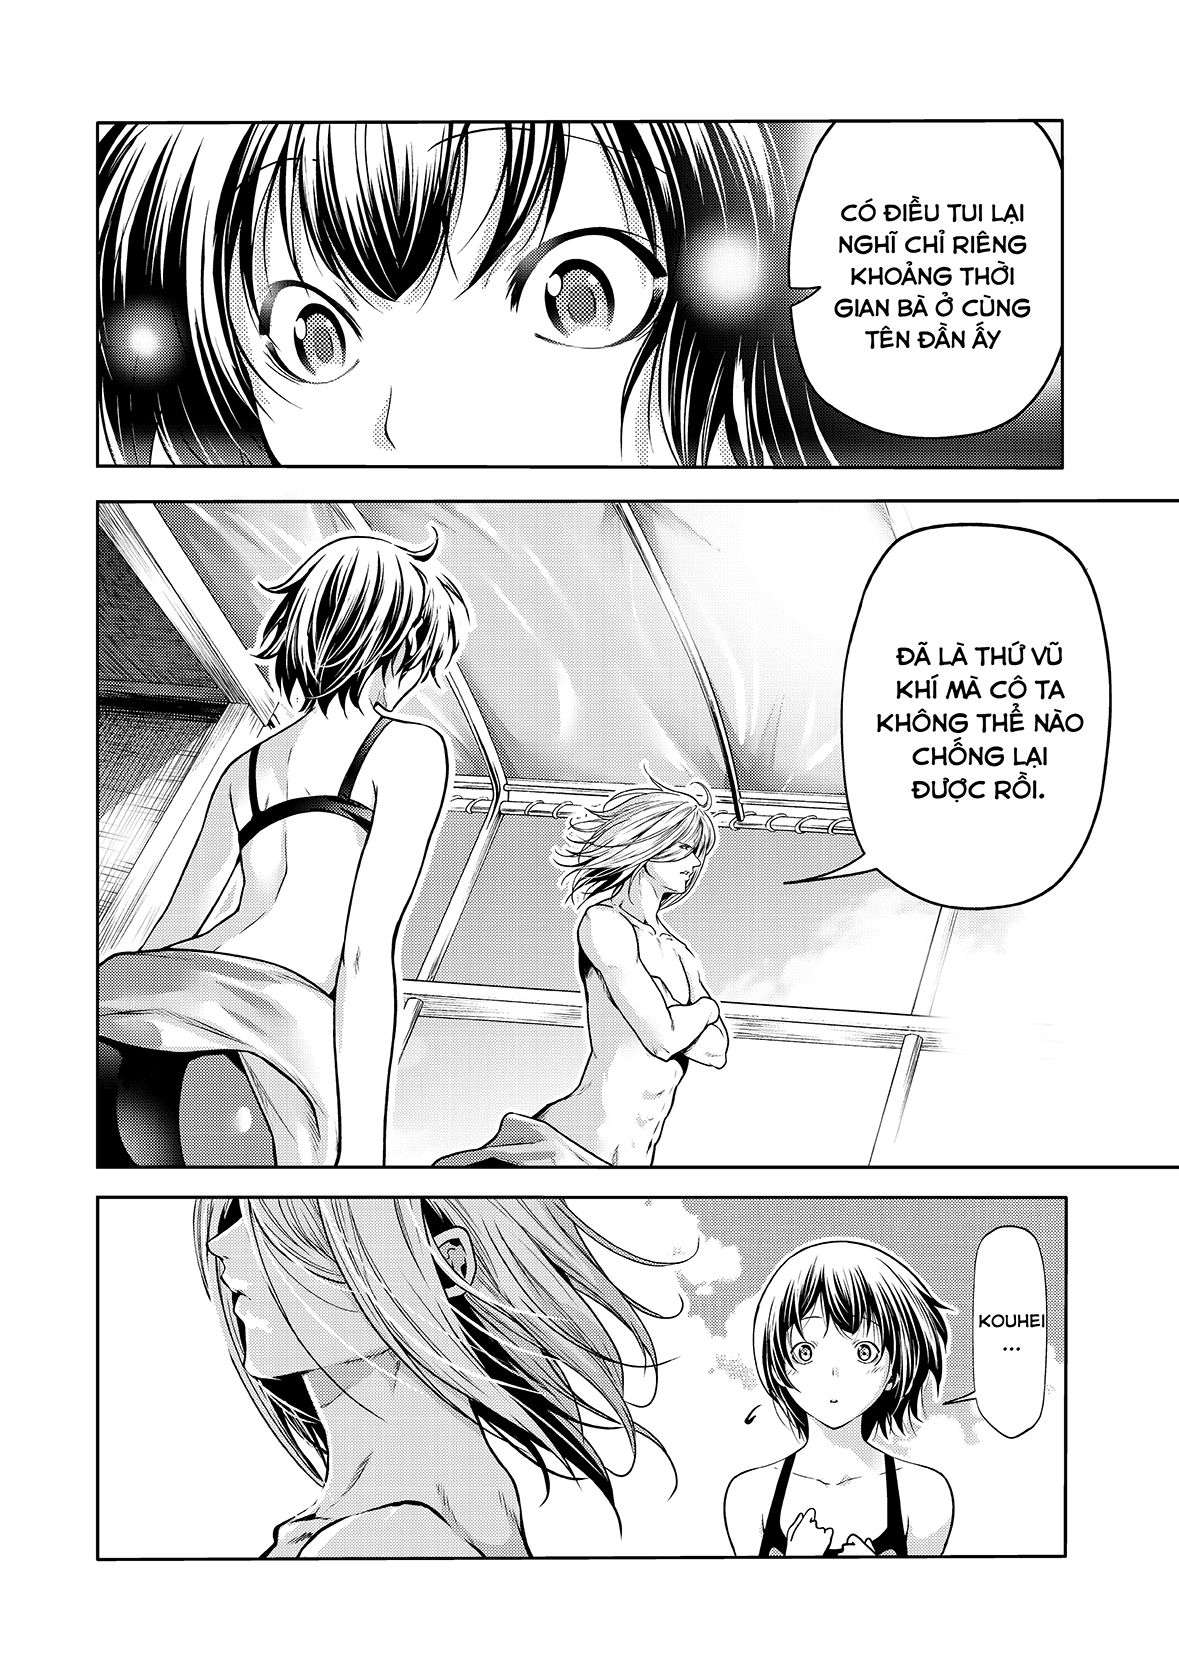 CÓ ĐIỀU TUI LẠI
NGHĨ CHỈ RIÊNG
KHOẢNG THỜI
GIAN BÀ Ở CÙNG
TÊN ĐẦN ẤY
ĐÃ LÀ THỨ VŨ
KHÍ MÀ CÔ TA
KHÔNG THỂ NÀO
CHỐNG LẠI
ĐƯỢC RỒI.
KOUHEI
...